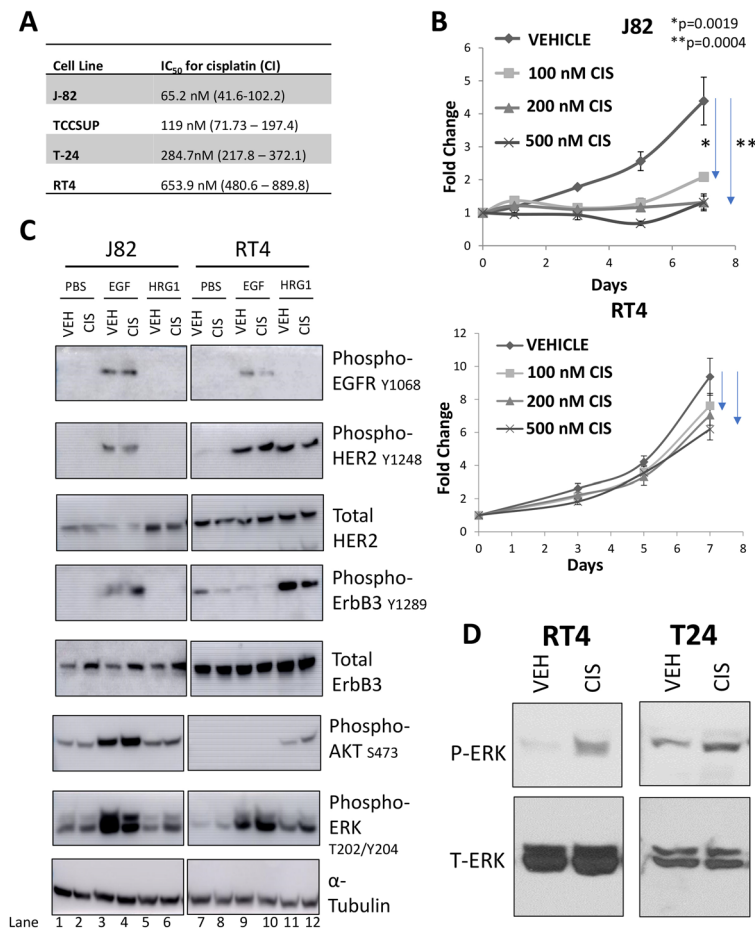 A
Cell Line IC50 for cisplatin (CI)
J-82 65.2 nM (41.6-102.2)
TCCSUP 119 nM (71.73 – 197.4)
T-24 284.7nM (217.8 – 372.1)
RT4 653.9 nM (480.6 – 889.8)
B
J82
*p=0.0019
**p=0.0004
VEHICLE
100 nM CIS
200 nM CIS
500 nM CIS
* **
Fold Change
6
5
4
3
2
1
0
0 2 4 6 8
Days
RT4
VEHICLE
100 nM CIS
200 nM CIS
500 nM CIS
Fold Change
12
10
8
6
4
2
0
0 1 2 3 4 5 6 7 8
Days
C
J82 RT4
PBS EGF HRG1 PBS EGF HRG1
VEH CIS VEH CIS VEH CIS VEH CIS VEH CIS VEH CIS
Phospho-
EGFR Y1068
Phospho-
HER2 Y1248
Total
HER2
Phospho-
ErbB3
Y1289
Total
ErbB3
Phospho-
AKT S473
Phospho-
ERK
T202/Y204
α-
Tubulin
Lane 1 2 3 4 5 6 7 8 9 10 11 12
D
RT4 T24
VEH CIS VEH CIS
P-ERK
T-ERK